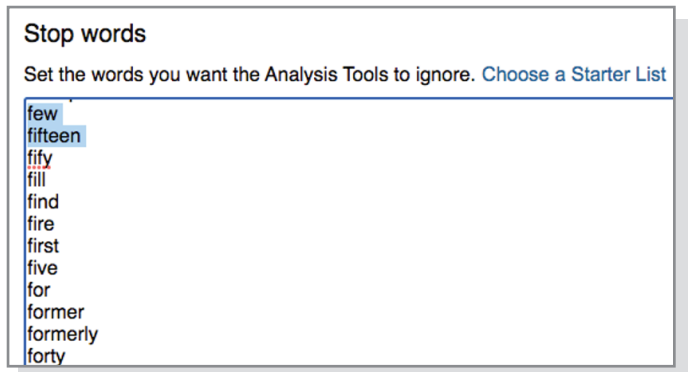 Stop words
Set the words you want the Analysis Tools to ignore. Choose a Starter List
few
fifteen
fify
fill
find
fire
first
five
for
former
formerly
forty